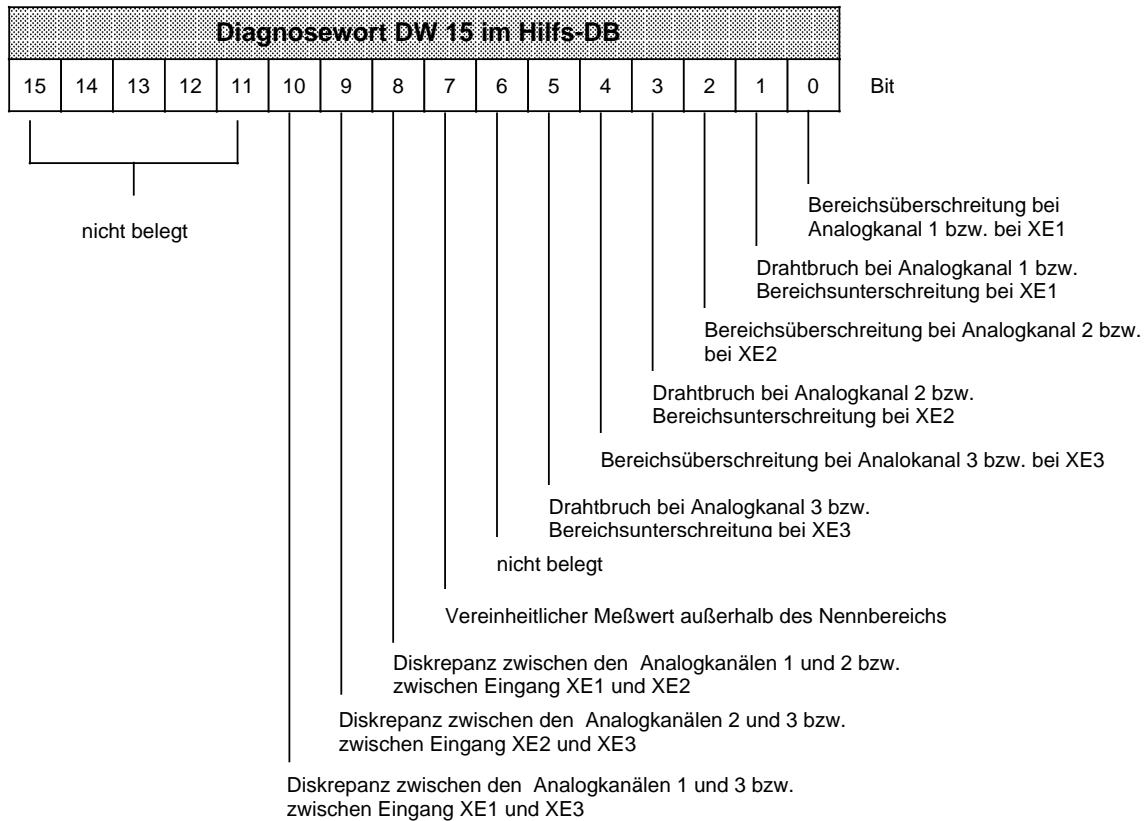 Diagnosewort DW 15 im Hilfs-DB
15 14 13 12 11 10 9 8 7 6 5 4 3 2 1 0 Bit
nicht belegt
Bereichsüberschreitung bei
Analogkanal 1 bzw. bei XE1
Drahtbruch bei Analogkanal 1 bzw.
Bereichsunterschreitung bei XE1
Bereichsüberschreitung bei Analogkanal 2 bzw.
bei XE2
Drahtbruch bei Analogkanal 2 bzw.
Bereichsunterschreitung bei XE2
Bereichsüberschreitung bei Analokanal 3 bzw. bei XE3
Drahtbruch bei Analogkanal 3 bzw.
Bereichsunterschreitung bei XE3
nicht belegt
Vereinheitlicher Meßwert außerhalb des Nennbereichs
Diskrepanz zwischen den Analogkanälen 1 und 2 bzw.
zwischen Eingang XE1 und XE2
Diskrepanz zwischen den Analogkanälen 2 und 3 bzw.
zwischen Eingang XE2 und XE3
Diskrepanz zwischen den Analogkanälen 1 und 3 bzw.
zwischen Eingang XE1 und XE3